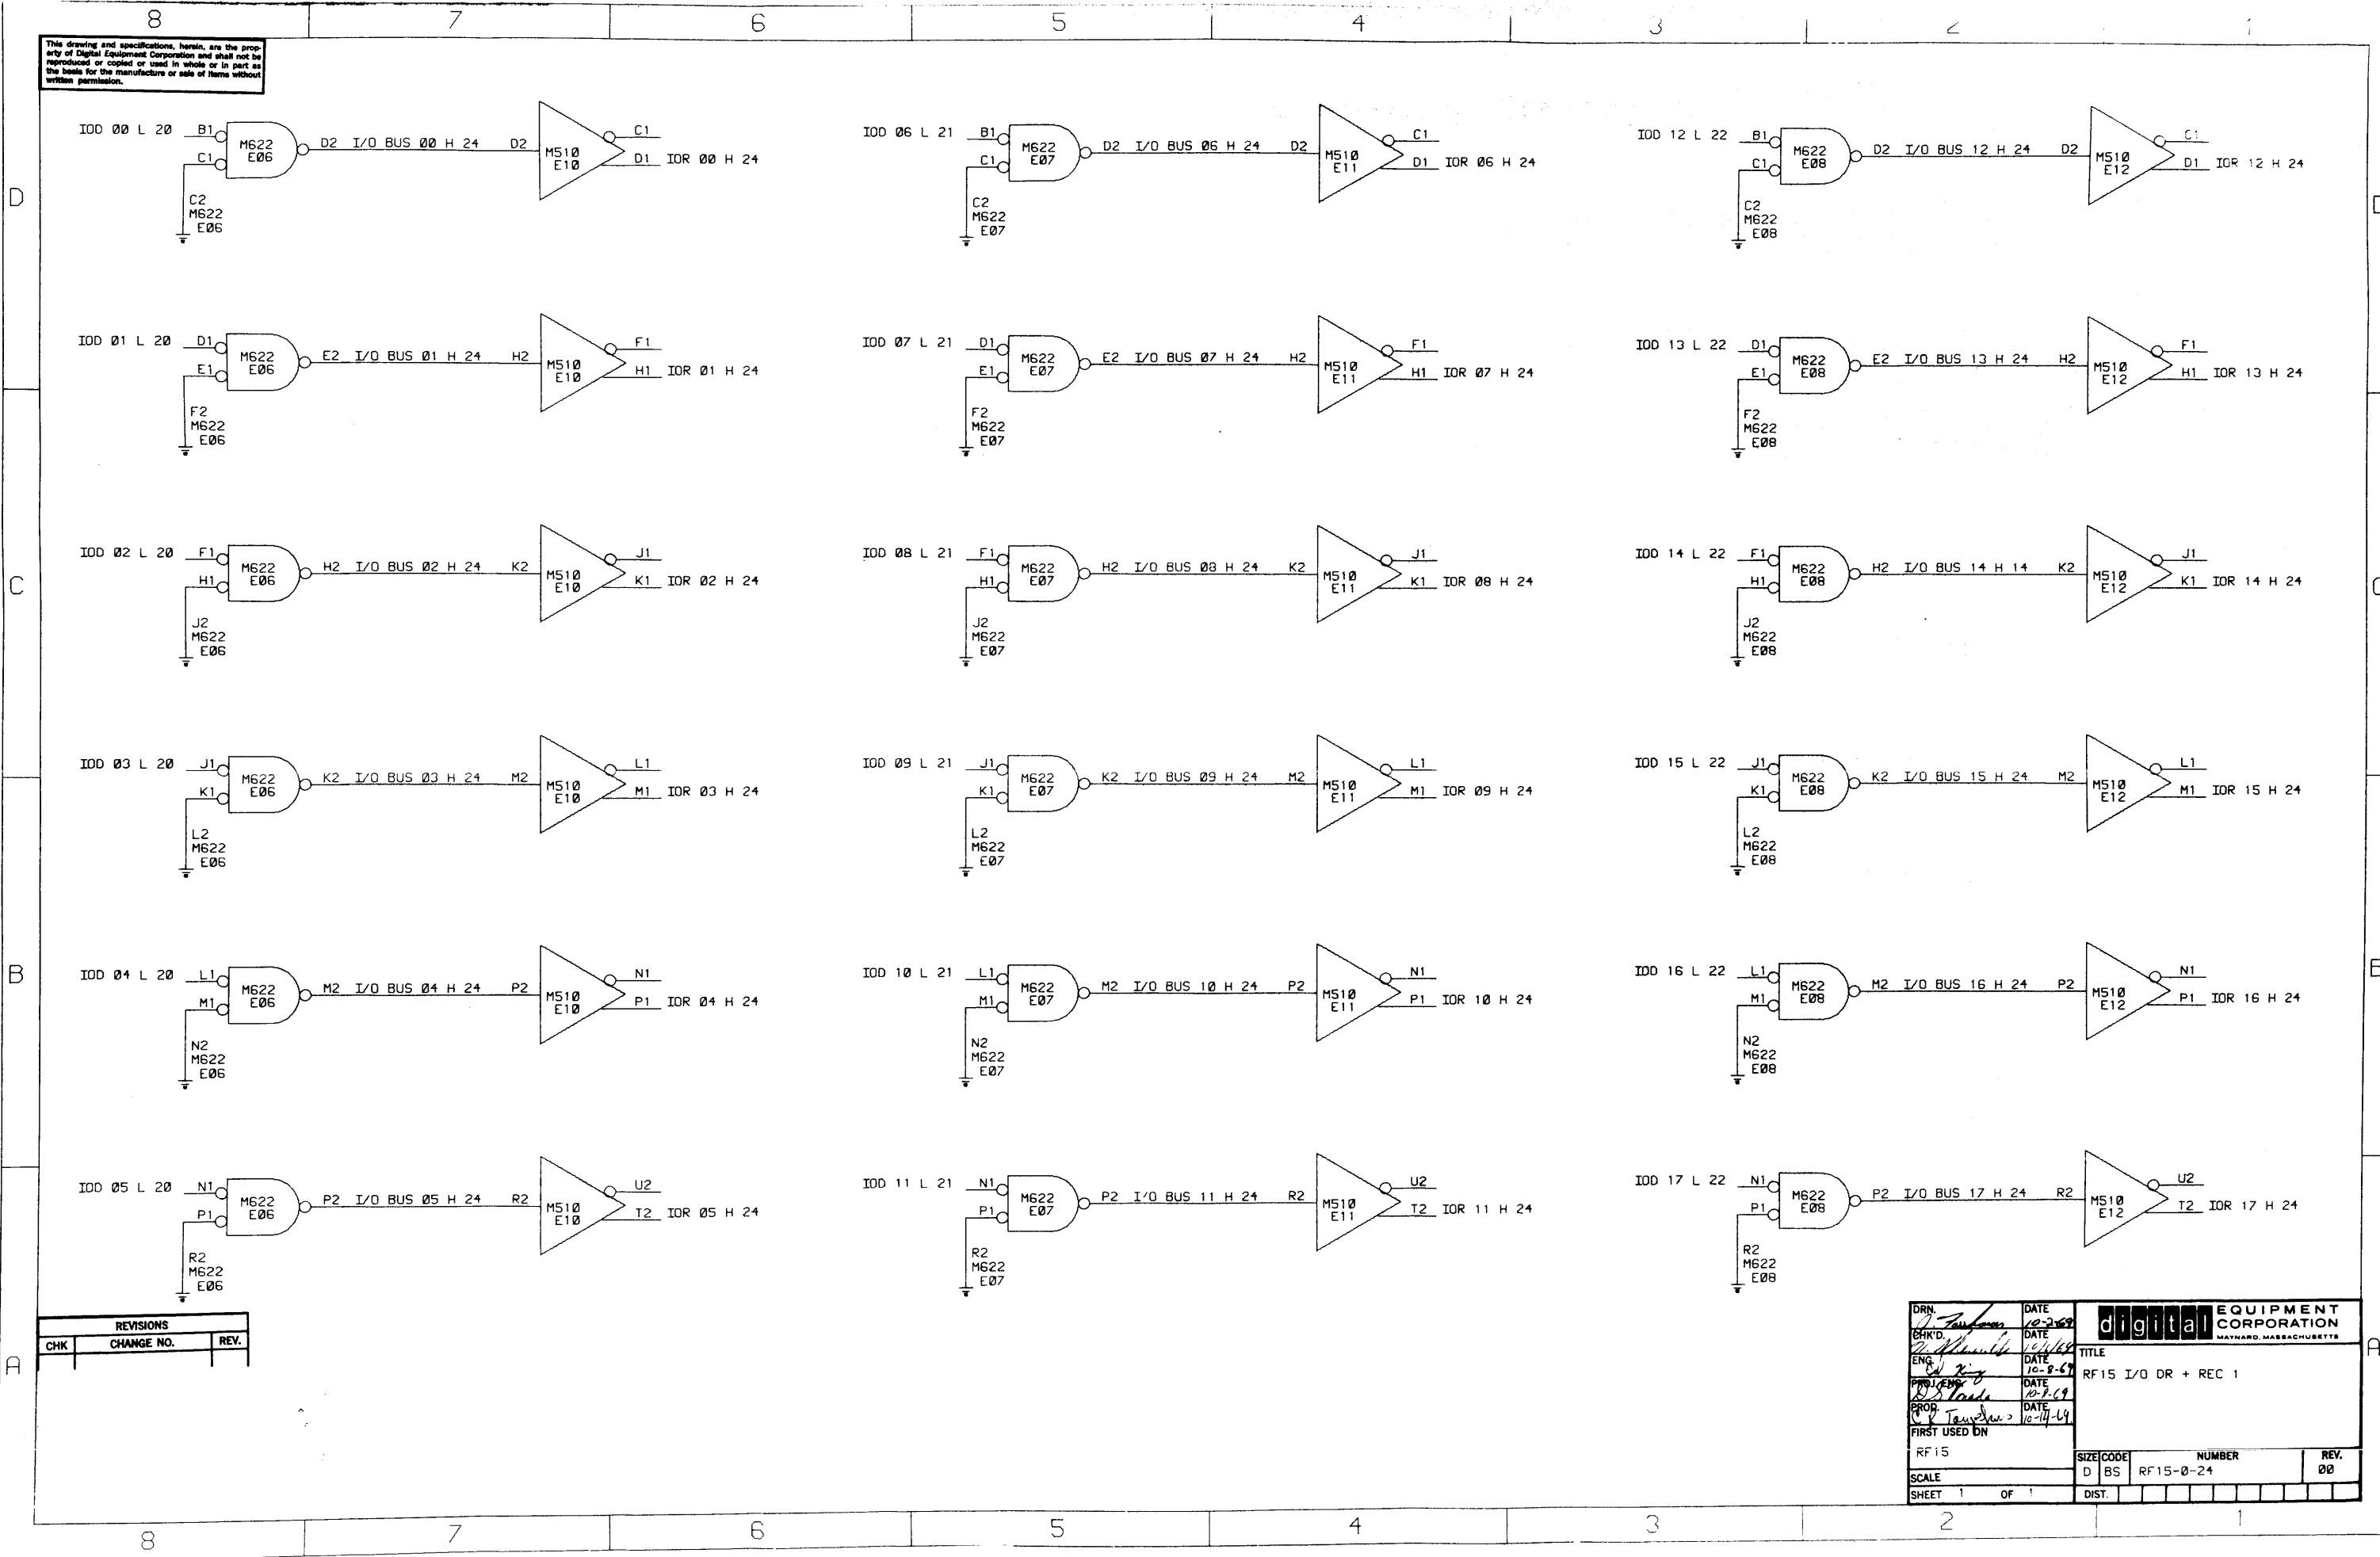 8 7 6 5 4 3 2 1
This drawing and specifications, herein, are the prop-
erty of Digital Equipment Corporation and shall not be
reproduced or copied or used in whole or in part as
the basis for the manufacture or sale of items without
written permission.
D
IOD 00 L 20 B1 C1 M622 E06 D2 I/O BUS 00 H 24 D2 M510 E10 C1 D1 IOR 00 H 24
C2
M622
E06
IOD 06 L 21 B1 C1 M622 E07 D2 I/O BUS 06 H 24 D2 M510 E11 C1 D1 IOR 06 H 24
C2
M622
E07
IOD 12 L 22 B1 C1 M622 E08 D2 I/O BUS 12 H 24 D2 M510 E12 C1 D1 IOR 12 H 24
C2
M622
E08
IOD 01 L 20 D1 E1 M622 E06 E2 I/O BUS 01 H 24 H2 M510 E10 F1 H1 IOR 01 H 24
F2
M622
E06
IOD 07 L 21 D1 E1 M622 E07 E2 I/O BUS 07 H 24 H2 M510 E11 F1 H1 IOR 07 H 24
F2
M622
E07
IOD 13 L 22 D1 E1 M622 E08 E2 I/O BUS 13 H 24 H2 M510 E12 F1 H1 IOR 13 H 24
F2
M622
E08
C
IOD 02 L 20 F1 H1 M622 E06 H2 I/O BUS 02 H 24 K2 M510 E10 J1 K1 IOR 02 H 24
J2
M622
E06
IOD 08 L 21 F1 H1 M622 E07 H2 I/O BUS 08 H 24 K2 M510 E11 J1 K1 IOR 08 H 24
J2
M622
E07
IOD 14 L 22 F1 H1 M622 E08 H2 I/O BUS 14 H 14 K2 M510 E12 J1 K1 IOR 14 H 24
J2
M622
E08
IOD 03 L 20 J1 K1 M622 E06 K2 I/O BUS 03 H 24 M2 M510 E10 L1 M1 IOR 03 H 24
L2
M622
E06
IOD 09 L 21 J1 K1 M622 E07 K2 I/O BUS 09 H 24 M2 M510 E11 L1 M1 IOR 09 H 24
L2
M622
E07
IOD 15 L 22 J1 K1 M622 E08 K2 I/O BUS 15 H 24 M2 M510 E12 L1 M1 IOR 15 H 24
L2
M622
E08
B
IOD 04 L 20 L1 M1 M622 E06 M2 I/O BUS 04 H 24 P2 M510 E10 N1 P1 IOR 04 H 24
N2
M622
E06
IOD 10 L 21 L1 M1 M622 E07 M2 I/O BUS 10 H 24 P2 M510 E11 N1 P1 IOR 10 H 24
N2
M622
E07
IOD 16 L 22 L1 M1 M622 E08 M2 I/O BUS 16 H 24 P2 M510 E12 N1 P1 IOR 16 H 24
N2
M622
E08
IOD 05 L 20 N1 P1 M622 E06 P2 I/O BUS 05 H 24 R2 M510 E10 U2 T2 IOR 05 H 24
R2
M622
E06
IOD 11 L 21 N1 P1 M622 E07 P2 I/O BUS 11 H 24 R2 M510 E11 U2 T2 IOR 11 H 24
R2
M622
E07
IOD 17 L 22 N1 P1 M622 E08 P2 I/O BUS 17 H 24 R2 M510 E12 U2 T2 IOR 17 H 24
R2
M622
E08
A A
REVISIONS
CHK CHANGE NO. REV.
DRN. DATE 10-2-69
CHK'D. DATE
ENG. King DATE 10-8-69
PROJ. ENG. DATE 10-8-69
PROD. DATE 10-14-69
FIRST USED ON
RF15
SCALE
SHEET 1 OF 1
digital EQUIPMENT
CORPORATION
MAYNARD, MASSACHUSETTS
TITLE
RF15 I/O DR + REC 1
SIZE CODE NUMBER REV.
D BS RF15-0-24 00
DIST.
8 7 6 5 4 3 2 1